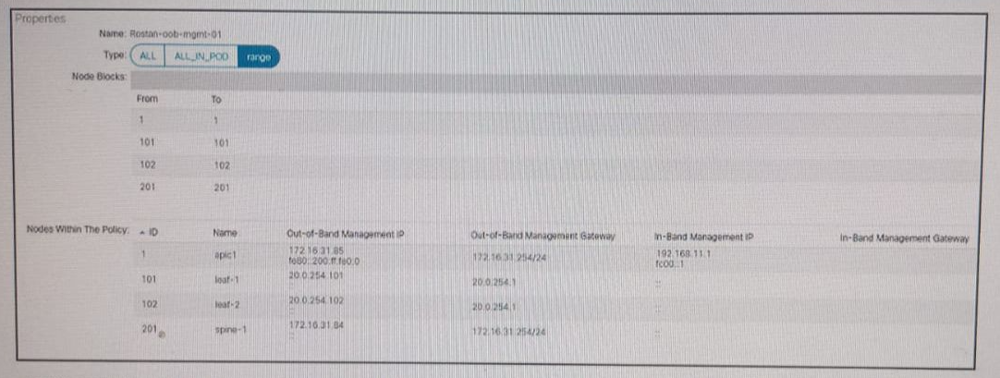 Properties
Name: Rostan-oob-mgmt-01
Type: ALL ALL_IN_POD range
Node Blocks:
From To
1 1
101 101
102 102
201 201
Nodes Within The Policy: ID Name Out-of-Band Management IP Out-of-Band Management Gateway In-Band Management IP In-Band Management Gateway
1 apic1 172.16.31.85 172.16.31.254/24 192.168.11.1
fc00::1
101 leaf-1 20.0.254.101 20.0.254.1 ::
102 leaf-2 20.0.254.102 20.0.254.1 ::
::
201 spine-1 172.16.31.84 172.16.31.254/24 ::
::